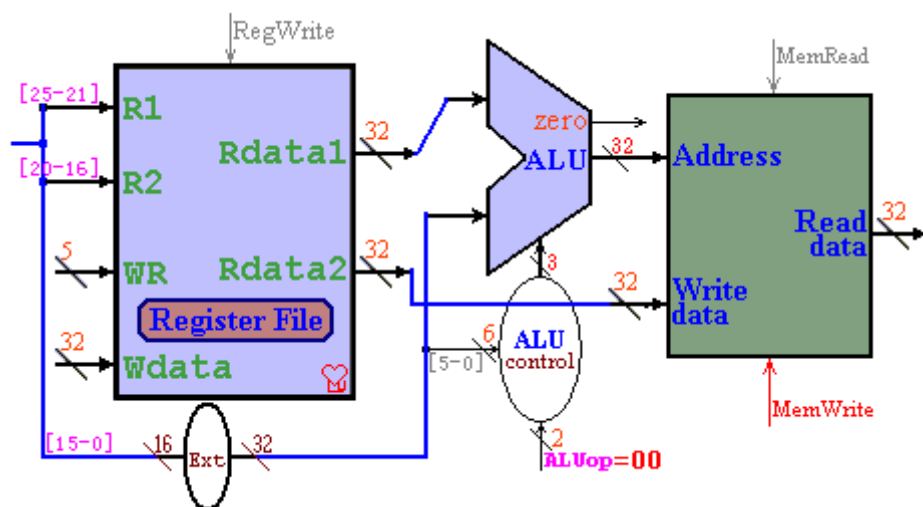 RegWrite
MemRead
[25-21]
R1
32
Rdata1
zero
ALU
32
Address
[20-16]
R2
Read
data
32
5
WR
Rdata2
32
3
32
Write
data
Register File
ALU
control
6
[5-0]
32
Wdata
MemWrite
[15-0]
16
Ext
32
2
ALUop=00